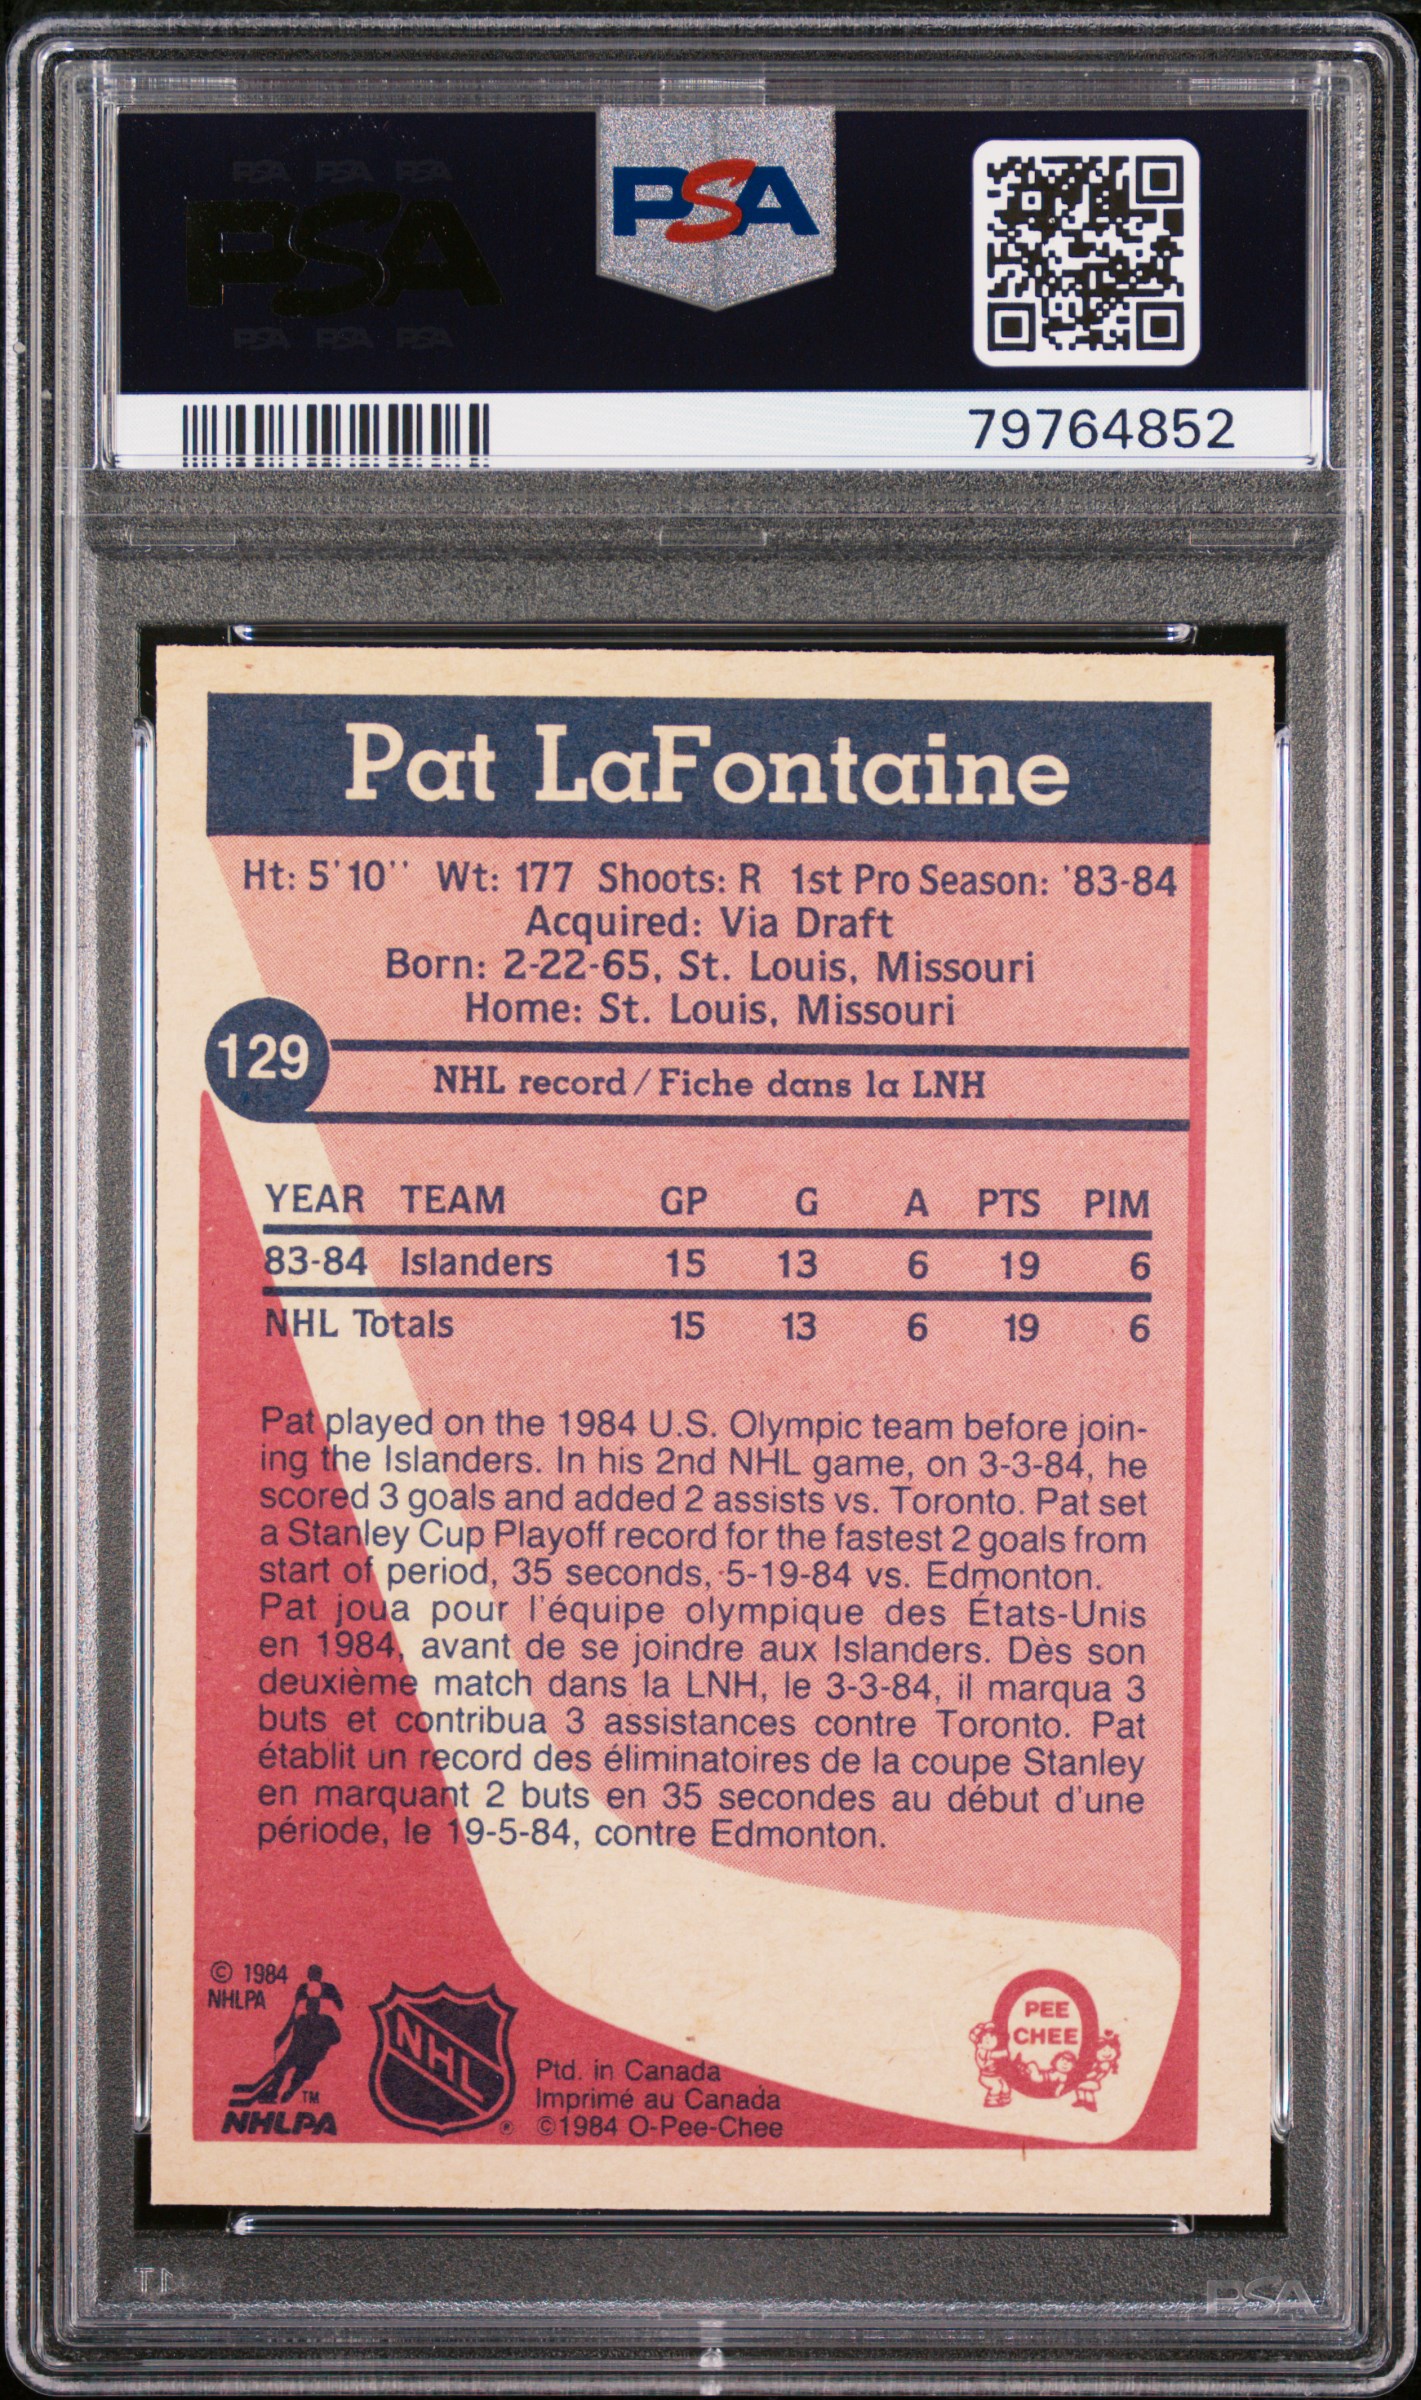 PSA PSA PSA
PSA
PSA PSA PSA
PSA
79764852
Pat LaFontaine
Ht: 5'10'' Wt: 177 Shoots: R 1st Pro Season: '83-84
Acquired: Via Draft
Born: 2-22-65, St. Louis, Missouri
Home: St. Louis, Missouri
129
NHL record / Fiche dans la LNH
YEAR TEAM GP G A PTS PIM
83-84 Islanders 15 13 6 19 6
NHL Totals 15 13 6 19 6
Pat played on the 1984 U.S. Olympic team before join-
ing the Islanders. In his 2nd NHL game, on 3-3-84, he
scored 3 goals and added 2 assists vs. Toronto. Pat set
a Stanley Cup Playoff record for the fastest 2 goals from
start of period, 35 seconds, 5-19-84 vs. Edmonton.
Pat joua pour l'équipe olympique des États-Unis
en 1984, avant de se joindre aux Islanders. Dès son
deuxième match dans la LNH, le 3-3-84, il marqua 3
buts et contribua 3 assistances contre Toronto. Pat
établit un record des éliminatoires de la coupe Stanley
en marquant 2 buts en 35 secondes au début d'une
période, le 19-5-84, contre Edmonton.
© 1984
NHLPA
TM
NHLPA
NHL
®
Ptd. in Canada
Imprimé au Canada
©1984 O-Pee-Chee
PEE
CHEE
PSA